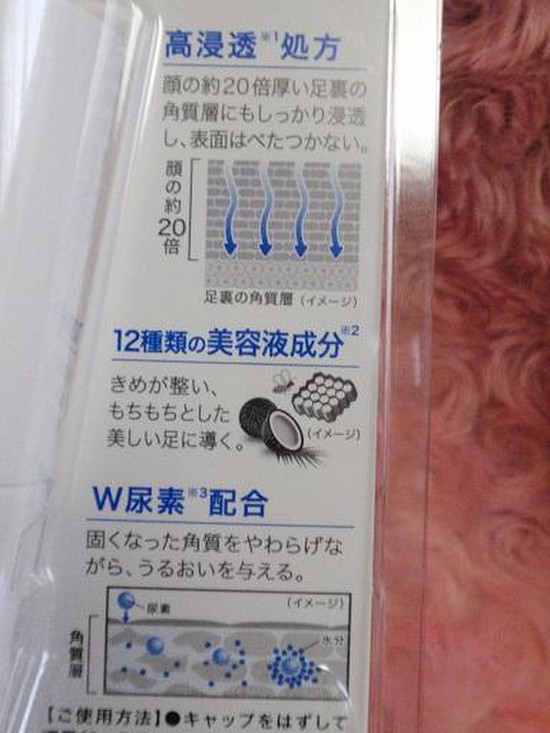 高浸透※1処方
顔の約20倍厚い足裏の
角質層にもしっかり浸透
し、表面はべたつかない。
顔の約20倍
足裏の角質層（イメージ）
12種類の美容液成分※2
きめが整い、
もちもちとした
美しい足に導く。
（イメージ）
W尿素※3配合
固くなった角質をやわらげな
がら、うるおいを与える。
尿素
（イメージ）
水分
角質層
【ご使用方法】●キャップをはずして